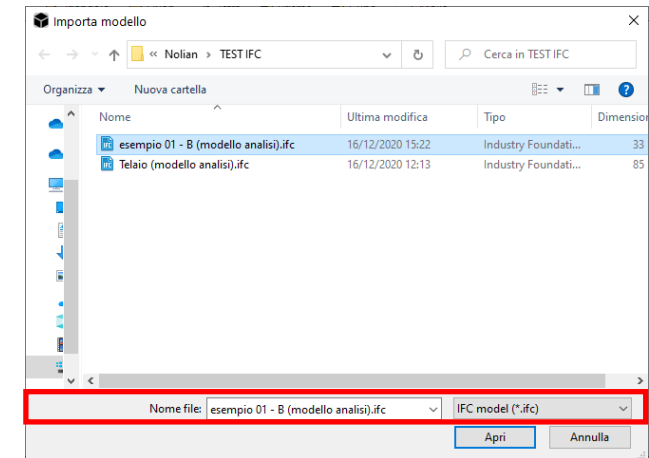 Importa modello
« Nolian › TEST IFC
Cerca in TEST IFC
Organizza
Nuova cartella
Nome
Ultima modifica
Tipo
Dimension
esempio 01 - B (modello analisi).ifc
16/12/2020 15:22
Industry Foundati...
33
Telaio (modello analisi).ifc
16/12/2020 12:13
Industry Foundati...
85
Nome file:
esempio 01 - B (modello analisi).ifc
IFC model (*.ifc)
Apri
Annulla